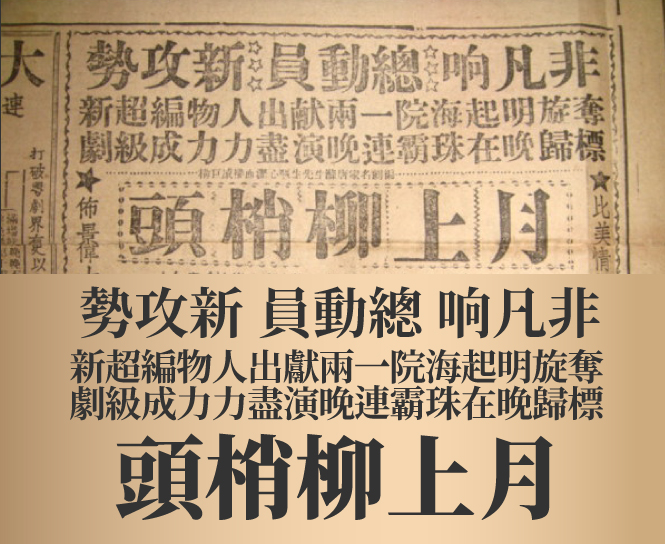 非凡响 總動員 新攻勢
奪標旋歸明晚起在海珠院霸一連兩晚獻演出盡人力物力編成超級新劇
月上柳梢頭
比美情
佈景偉
大
連
打破粵劇界有史以
非凡响 總動員 新攻勢
奪標旋歸明晚起在海珠院霸一連兩晚獻演出盡人力物力編成超級新劇
月上柳梢頭